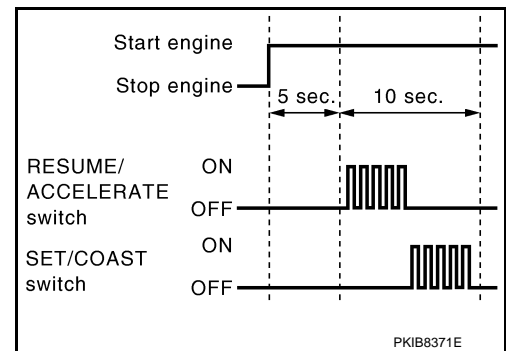 Start engine
Stop engine
5 sec.
10 sec.
RESUME/
ACCELERATE
switch
ON
OFF
SET/COAST
switch
ON
OFF
PKIB8371E